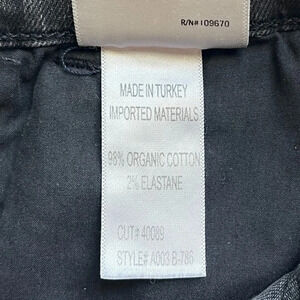 R/N# 109670
MADE IN TURKEY
IMPORTED MATERIALS
98% ORGANIC COTTON
2% ELASTANE
CUT# 40089
STYLE# A003 B-786